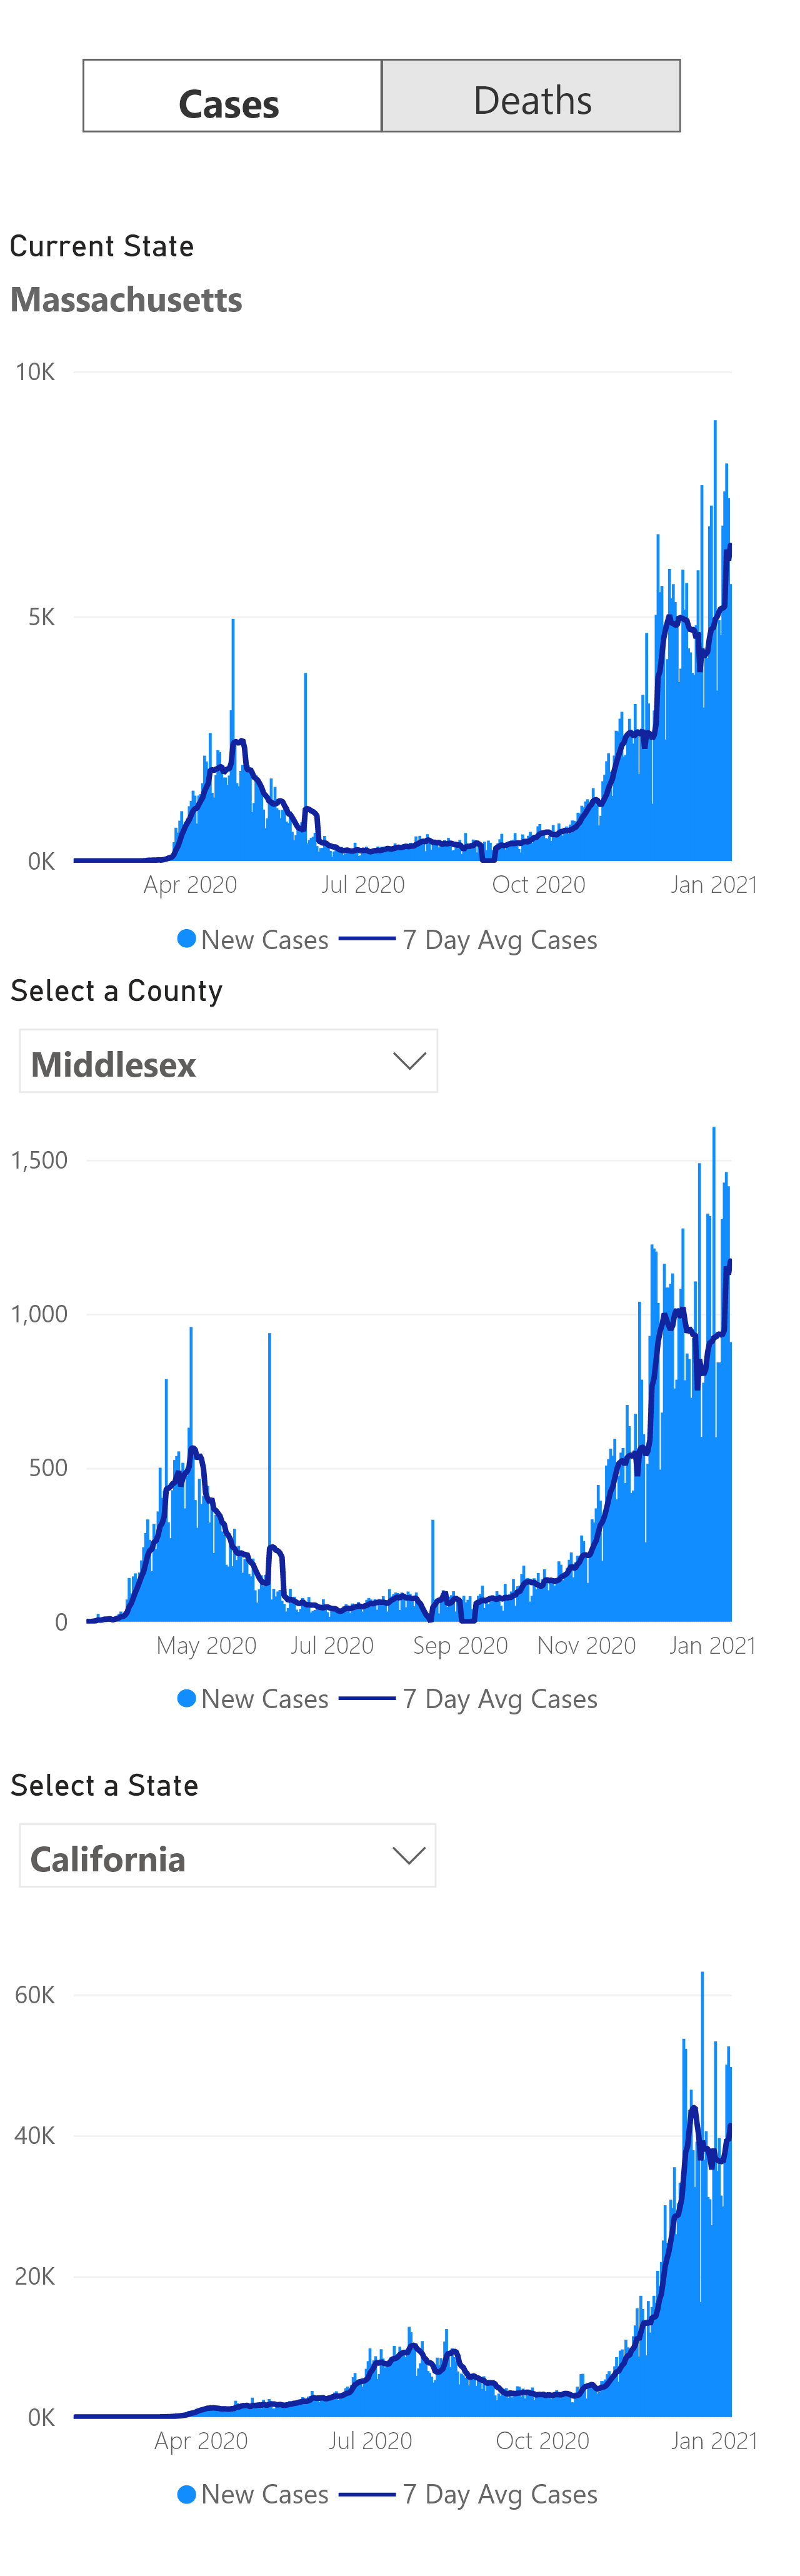 Cases Deaths
Current State
Massachusetts
10K
5K
0K
Apr 2020 Jul 2020 Oct 2020 Jan 2021
New Cases 7 Day Avg Cases
Select a County
Middlesex
1,500
1,000
500
0
May 2020 Jul 2020 Sep 2020 Nov 2020 Jan 2021
New Cases 7 Day Avg Cases
Select a State
California
60K
40K
20K
0K
Apr 2020 Jul 2020 Oct 2020 Jan 2021
New Cases 7 Day Avg Cases